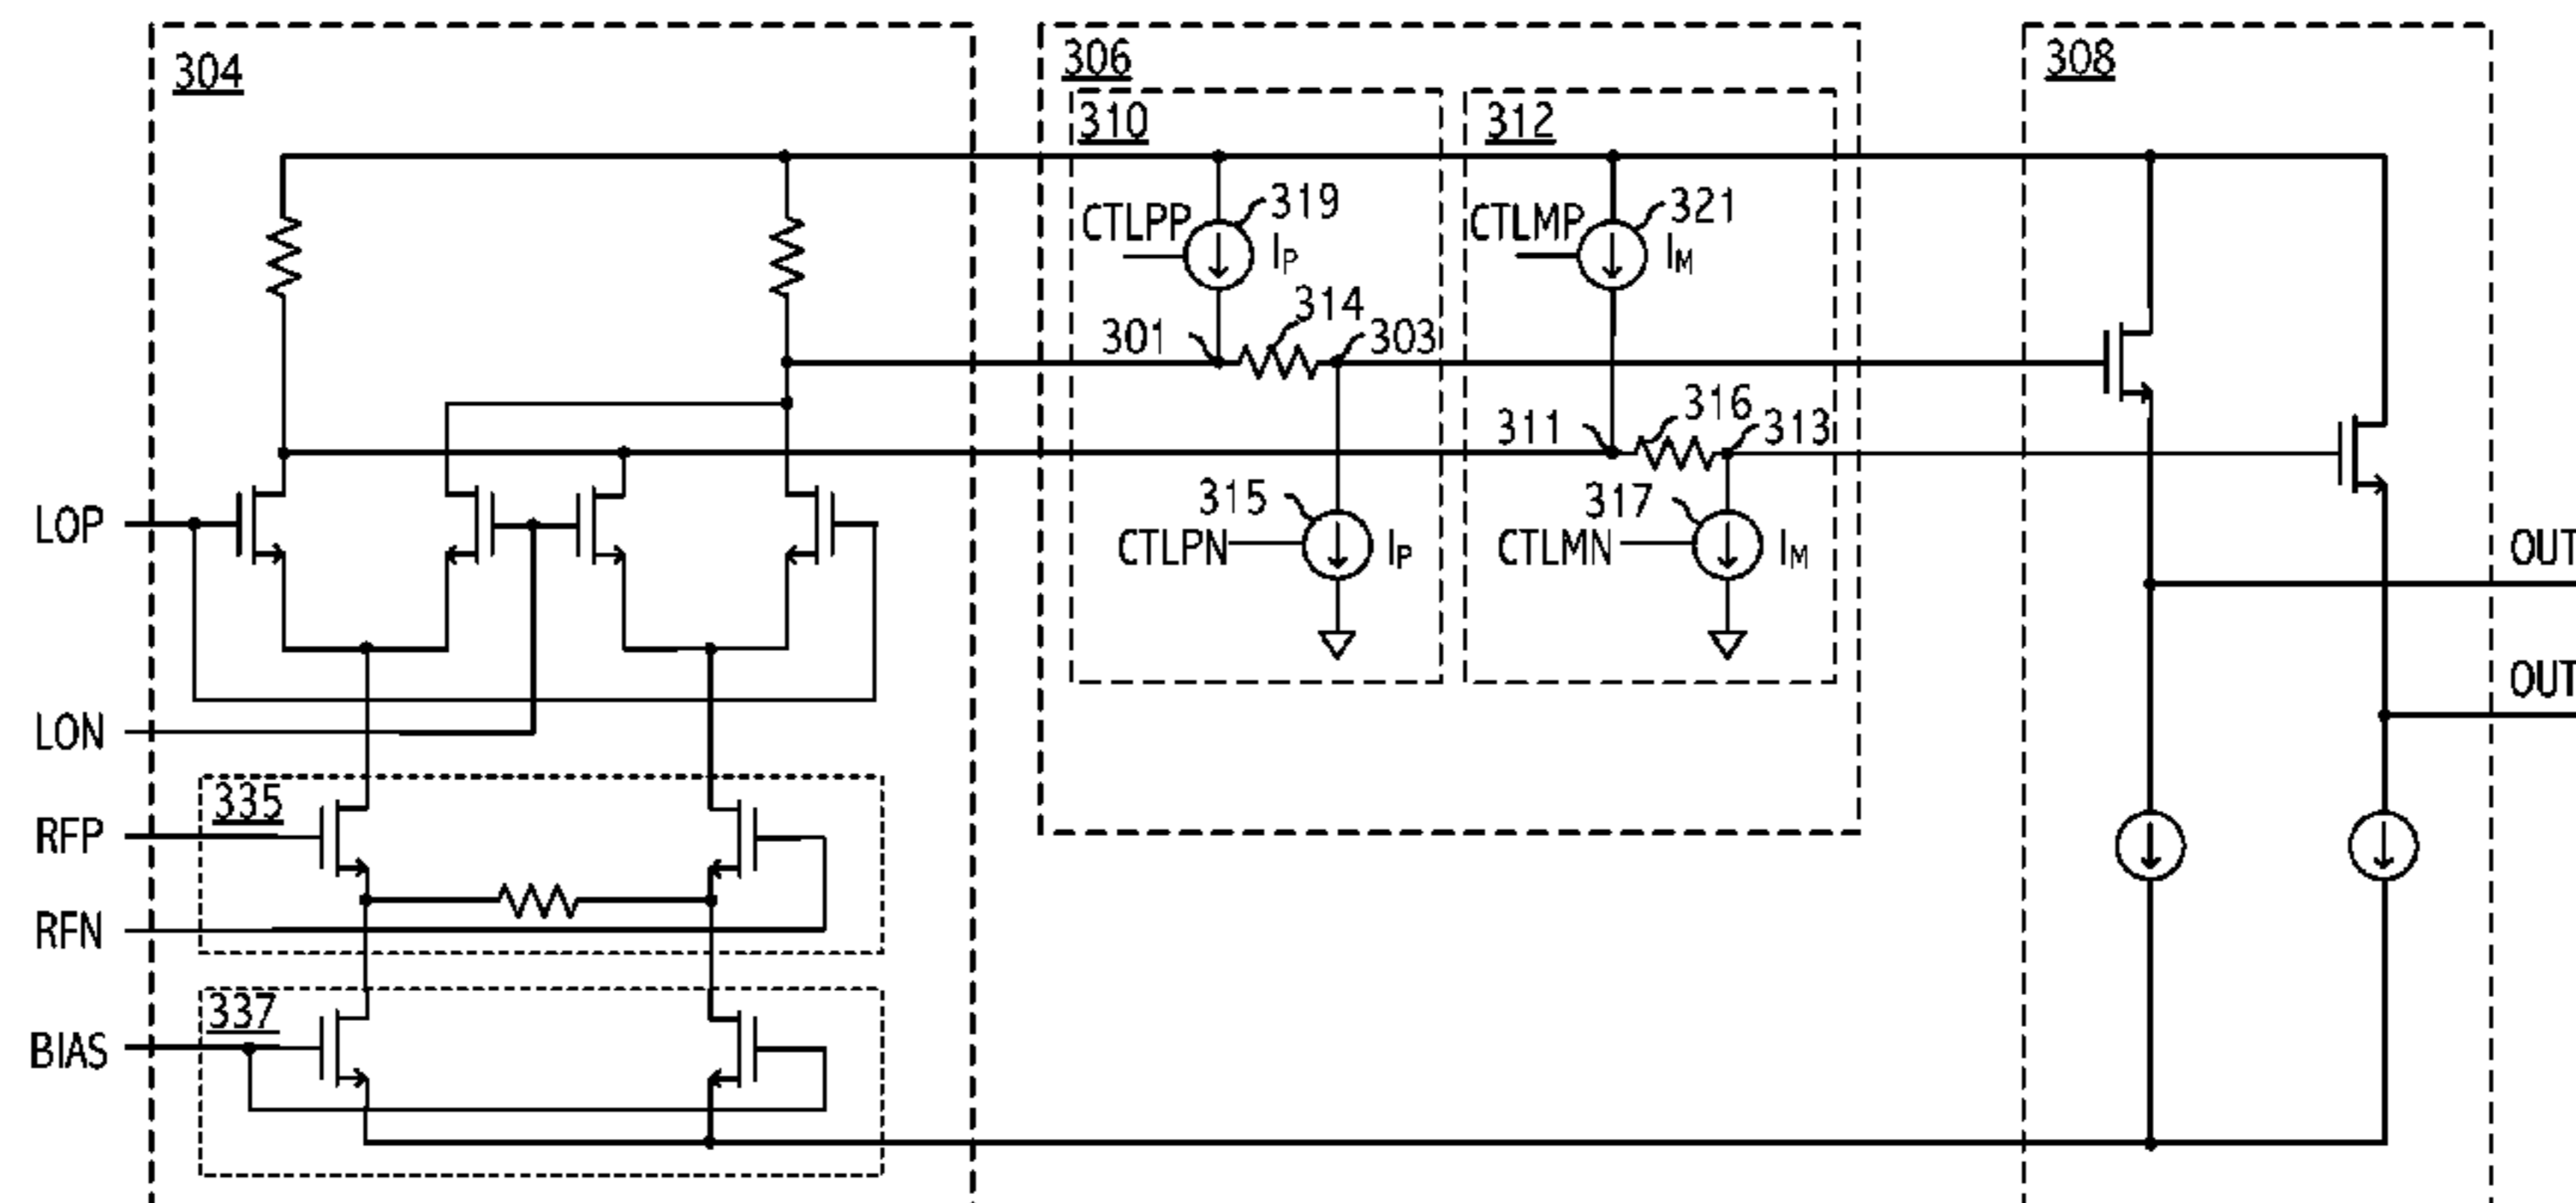 304
306
308
310
312
CTLPP
319
IP
CTLMP
321
IM
314
301
303
316
311
313
315
CTLPN
IP
317
CTLMN
IM
LOP
LON
OUT
OUT
335
RFP
RFN
337
BIAS